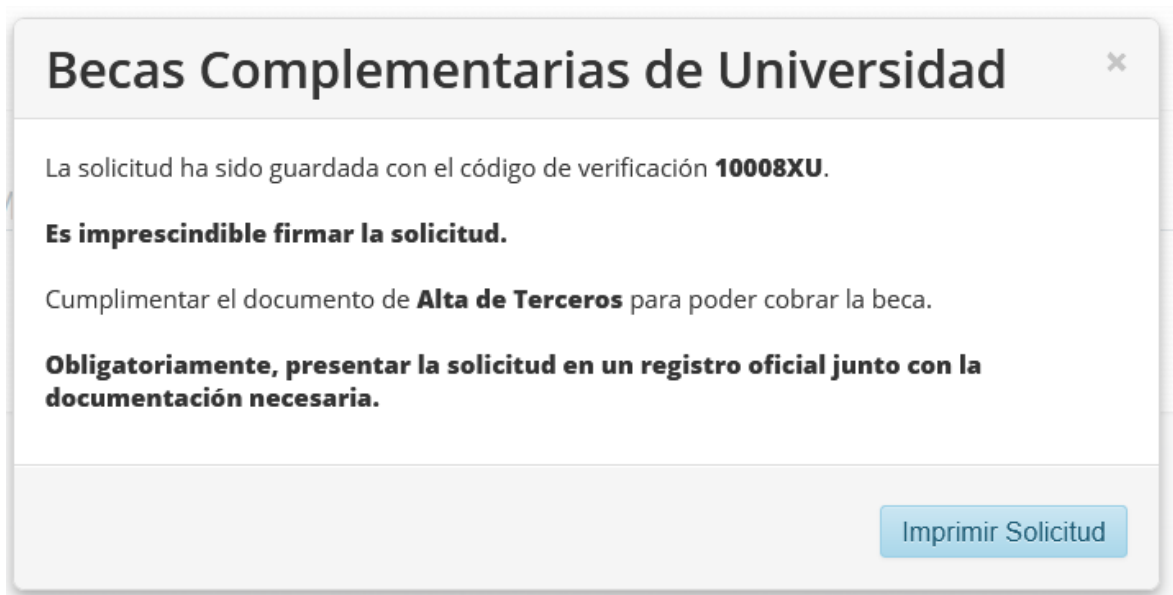 Becas Complementarias de Universidad
×
La solicitud ha sido guardada con el código de verificación 10008XU.
Es imprescindible firmar la solicitud.
Cumplimentar el documento de Alta de Terceros para poder cobrar la beca.
Obligatoriamente, presentar la solicitud en un registro oficial junto con la
documentación necesaria.
Imprimir Solicitud